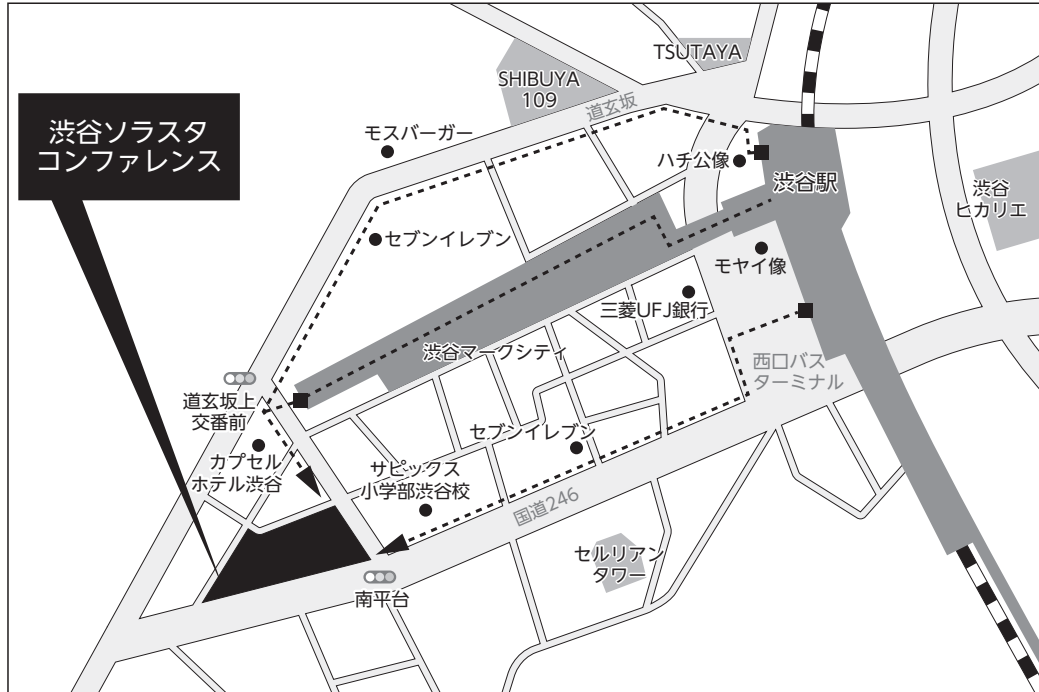 TSUTAYA
SHIBUYA
109
道玄坂
渋谷ソラスタ
コンファレンス
モスバーガー
ハチ公像
渋谷駅
渋谷
ヒカリエ
セブンイレブン
モヤイ像
三菱UFJ銀行
渋谷マークシティ
西口バス
ターミナル
道玄坂上
交番前
セブンイレブン
カプセル
ホテル渋谷
サピックス
小学部渋谷校
国道246
セルリアン
タワー
南平台